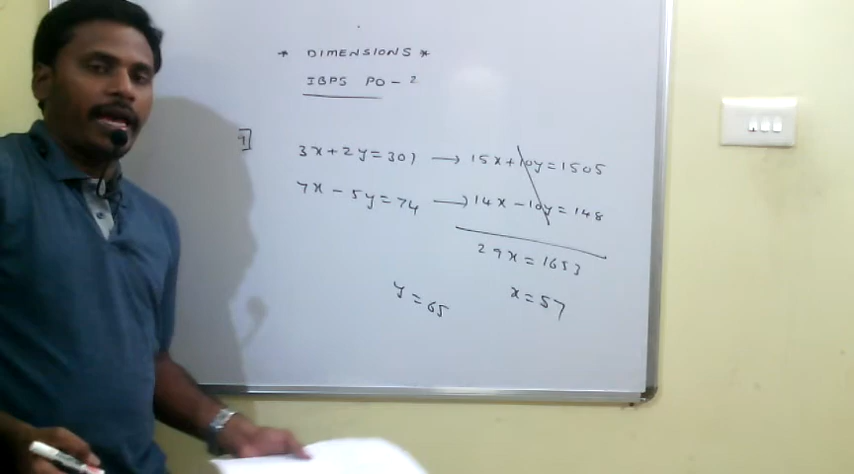 * DIMENSIONS *
IBPS PO - 2
1
3x + 2y = 301 → 15x + 10y = 1505
7x - 5y = 74 → 14x - 10y = 148
29x = 1653
x = 57
y = 65